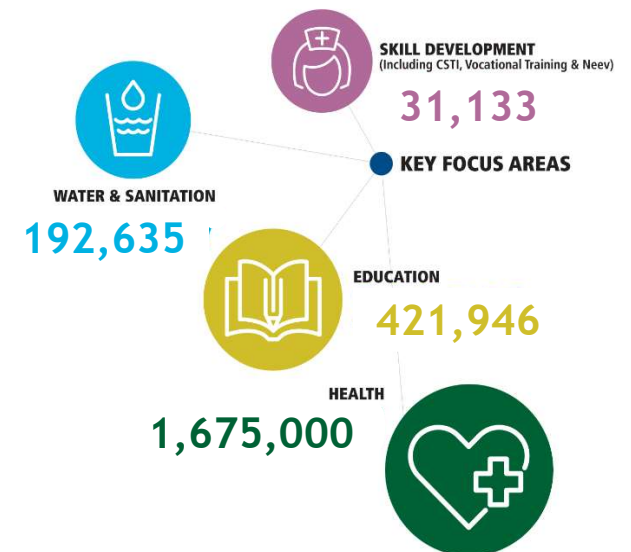 SKILL DEVELOPMENT
(Including CSTI, Vocational Training & Neev)
31,133
KEY FOCUS AREAS
WATER & SANITATION
192,635
EDUCATION
421,946
HEALTH
1,675,000